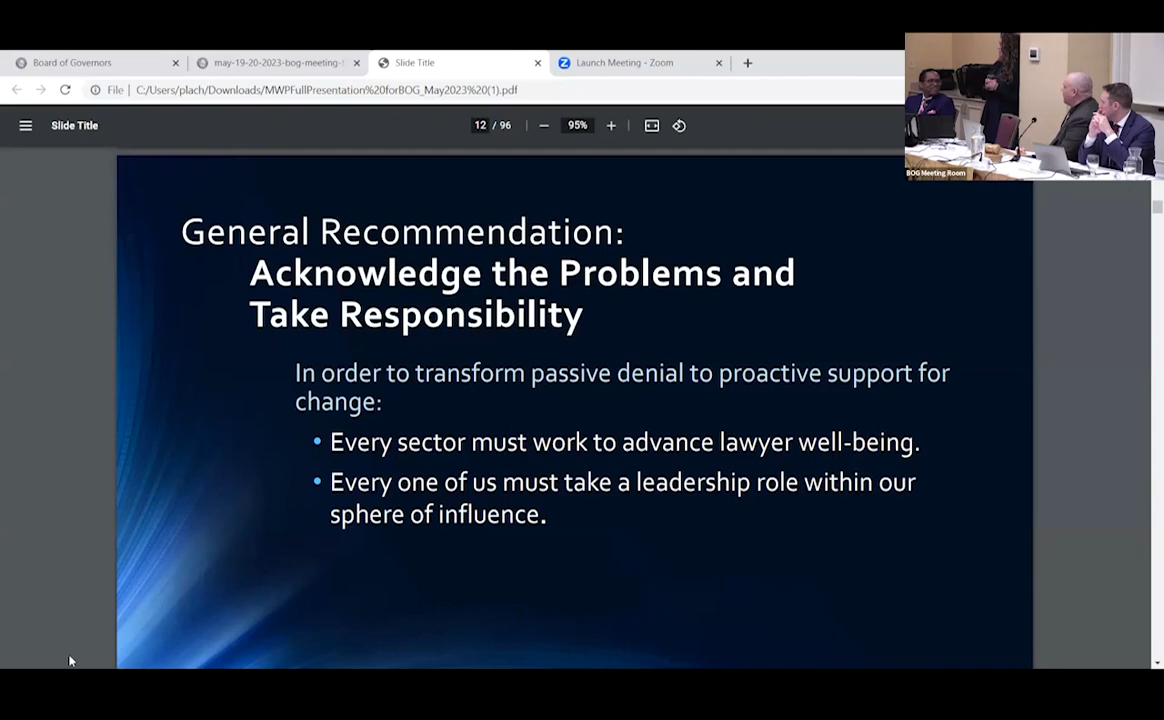 Board of Governors
may-19-20-2023-bog-meeting-
Slide Title
Launch Meeting - Zoom
File
C:/Users/plach/Downloads/MWPFullPresentation%20forBOG_May2023%20(1).pdf
Slide Title
12 / 96
95%
BOG Meeting Room
General Recommendation:
Acknowledge the Problems and
Take Responsibility
In order to transform passive denial to proactive support for
change:
• Every sector must work to advance lawyer well-being.
• Every one of us must take a leadership role within our
sphere of influence.